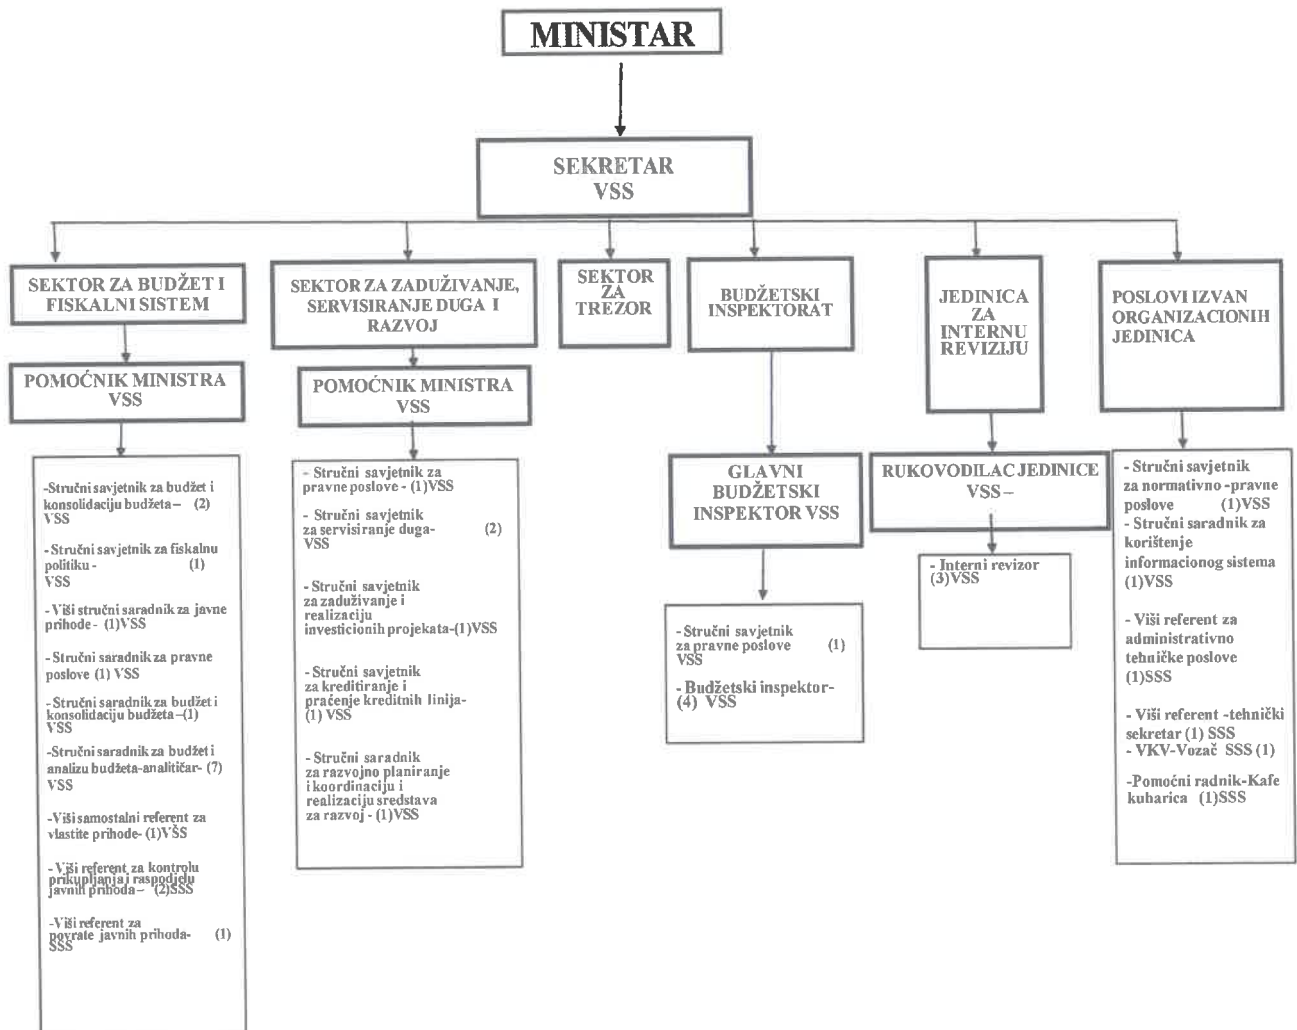 MINISTAR
SEKRETAR
VSS
SEKTOR ZA BUDŽET I
FISKALNI SISTEM
POMOĆNIK MINISTRA
VSS
-Stručni savjetnik za budžet i
konsolidaciju budžeta– (2)
VSS
-Stručni savjetnik za fiskalnu
politiku - (1)
VSS
- Viši stručni saradnik za javne
prihode- (1)VSS
- Stručni saradnik za pravne
poslove (1) VSS
-Stručni saradnik za budžet i
konsolidaciju budžeta –(1)
VSS
-Stručni saradnik za budžet i
analizu budžeta-analitičar- (7)
VSS
-Viši samostalni referent za
vlastite prihode- (1)VŠS
- Viši referent za kontrolu
prikupljanja i raspodjelu
javnih prihoda – (2)SSS
-Viši referent za
povrate javnih prihoda- (1)
SSS
SEKTOR ZA ZADUŽIVANJE,
SERVISIRANJE DUGA I
RAZVOJ
POMOĆNIK MINISTRA
VSS
- Stručni savjetnik za
pravne poslove - (1)VSS
- Stručni savjetnik
za servisiranje duga- (2)
VSS
- Stručni savjetnik
za zaduživanje i
realizaciju
investicionih projekata-(1)VSS
- Stručni savjetnik
za kreditiranje i
praćenje kreditnih linija-
(1) VSS
- Stručni saradnik
za razvojno planiranje
i koordinaciju i
realizaciju sredstava
za razvoj - (1)VSS
SEKTOR
ZA
TREZOR
BUDŽETSKI
INSPEKTORAT
GLAVNI
BUDŽETSKI
INSPEKTOR VSS
- Stručni savjetnik
za pravne poslove (1)
VSS
- Budžetski inspektor-
(4) VSS
JEDINICA
ZA
INTERNU
REVIZIJU
RUKOVODILAC JEDINICE
VSS –
- Interni revizor
(3)VSS
POSLOVI IZVAN
ORGANIZACIONIH
JEDINICA
- Stručni savjetnik
za normativno -pravne
poslove (1)VSS
- Stručni saradnik za
korištenje
informacionog sistema
(1)VSS
- Viši referent za
administrativno
tehničke poslove
(1)SSS
- Viši referent -tehnički
sekretar (1) SSS
- VKV-Vozač SSS (1)
-Pomoćni radnik-Kafe
kuharica (1)SSS